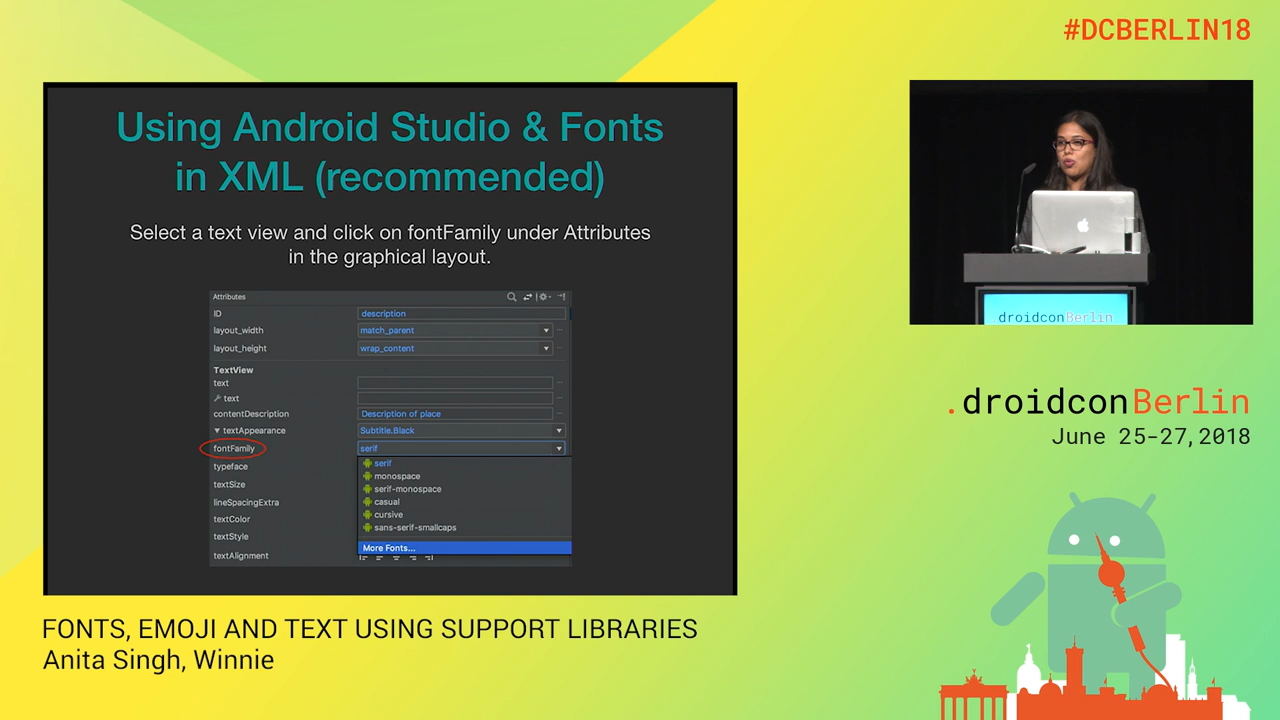 #DCBERLIN18
Using Android Studio & Fonts
in XML (recommended)
Select a text view and click on fontFamily under Attributes
in the graphical layout.
Attributes
ID description
layout_width match_parent
layout_height wrap_content
TextView
text
text
contentDescription Description of place
textAppearance Subtitle.Black
fontFamily serif
typeface serif
monospace
textSize serif-monospace
lineSpacingExtra casual
textColor cursive
textStyle sans-serif-smallcaps
textAlignment More Fonts...
droidconBerlin
.droidconBerlin
June 25-27, 2018
FONTS, EMOJI AND TEXT USING SUPPORT LIBRARIES
Anita Singh, Winnie